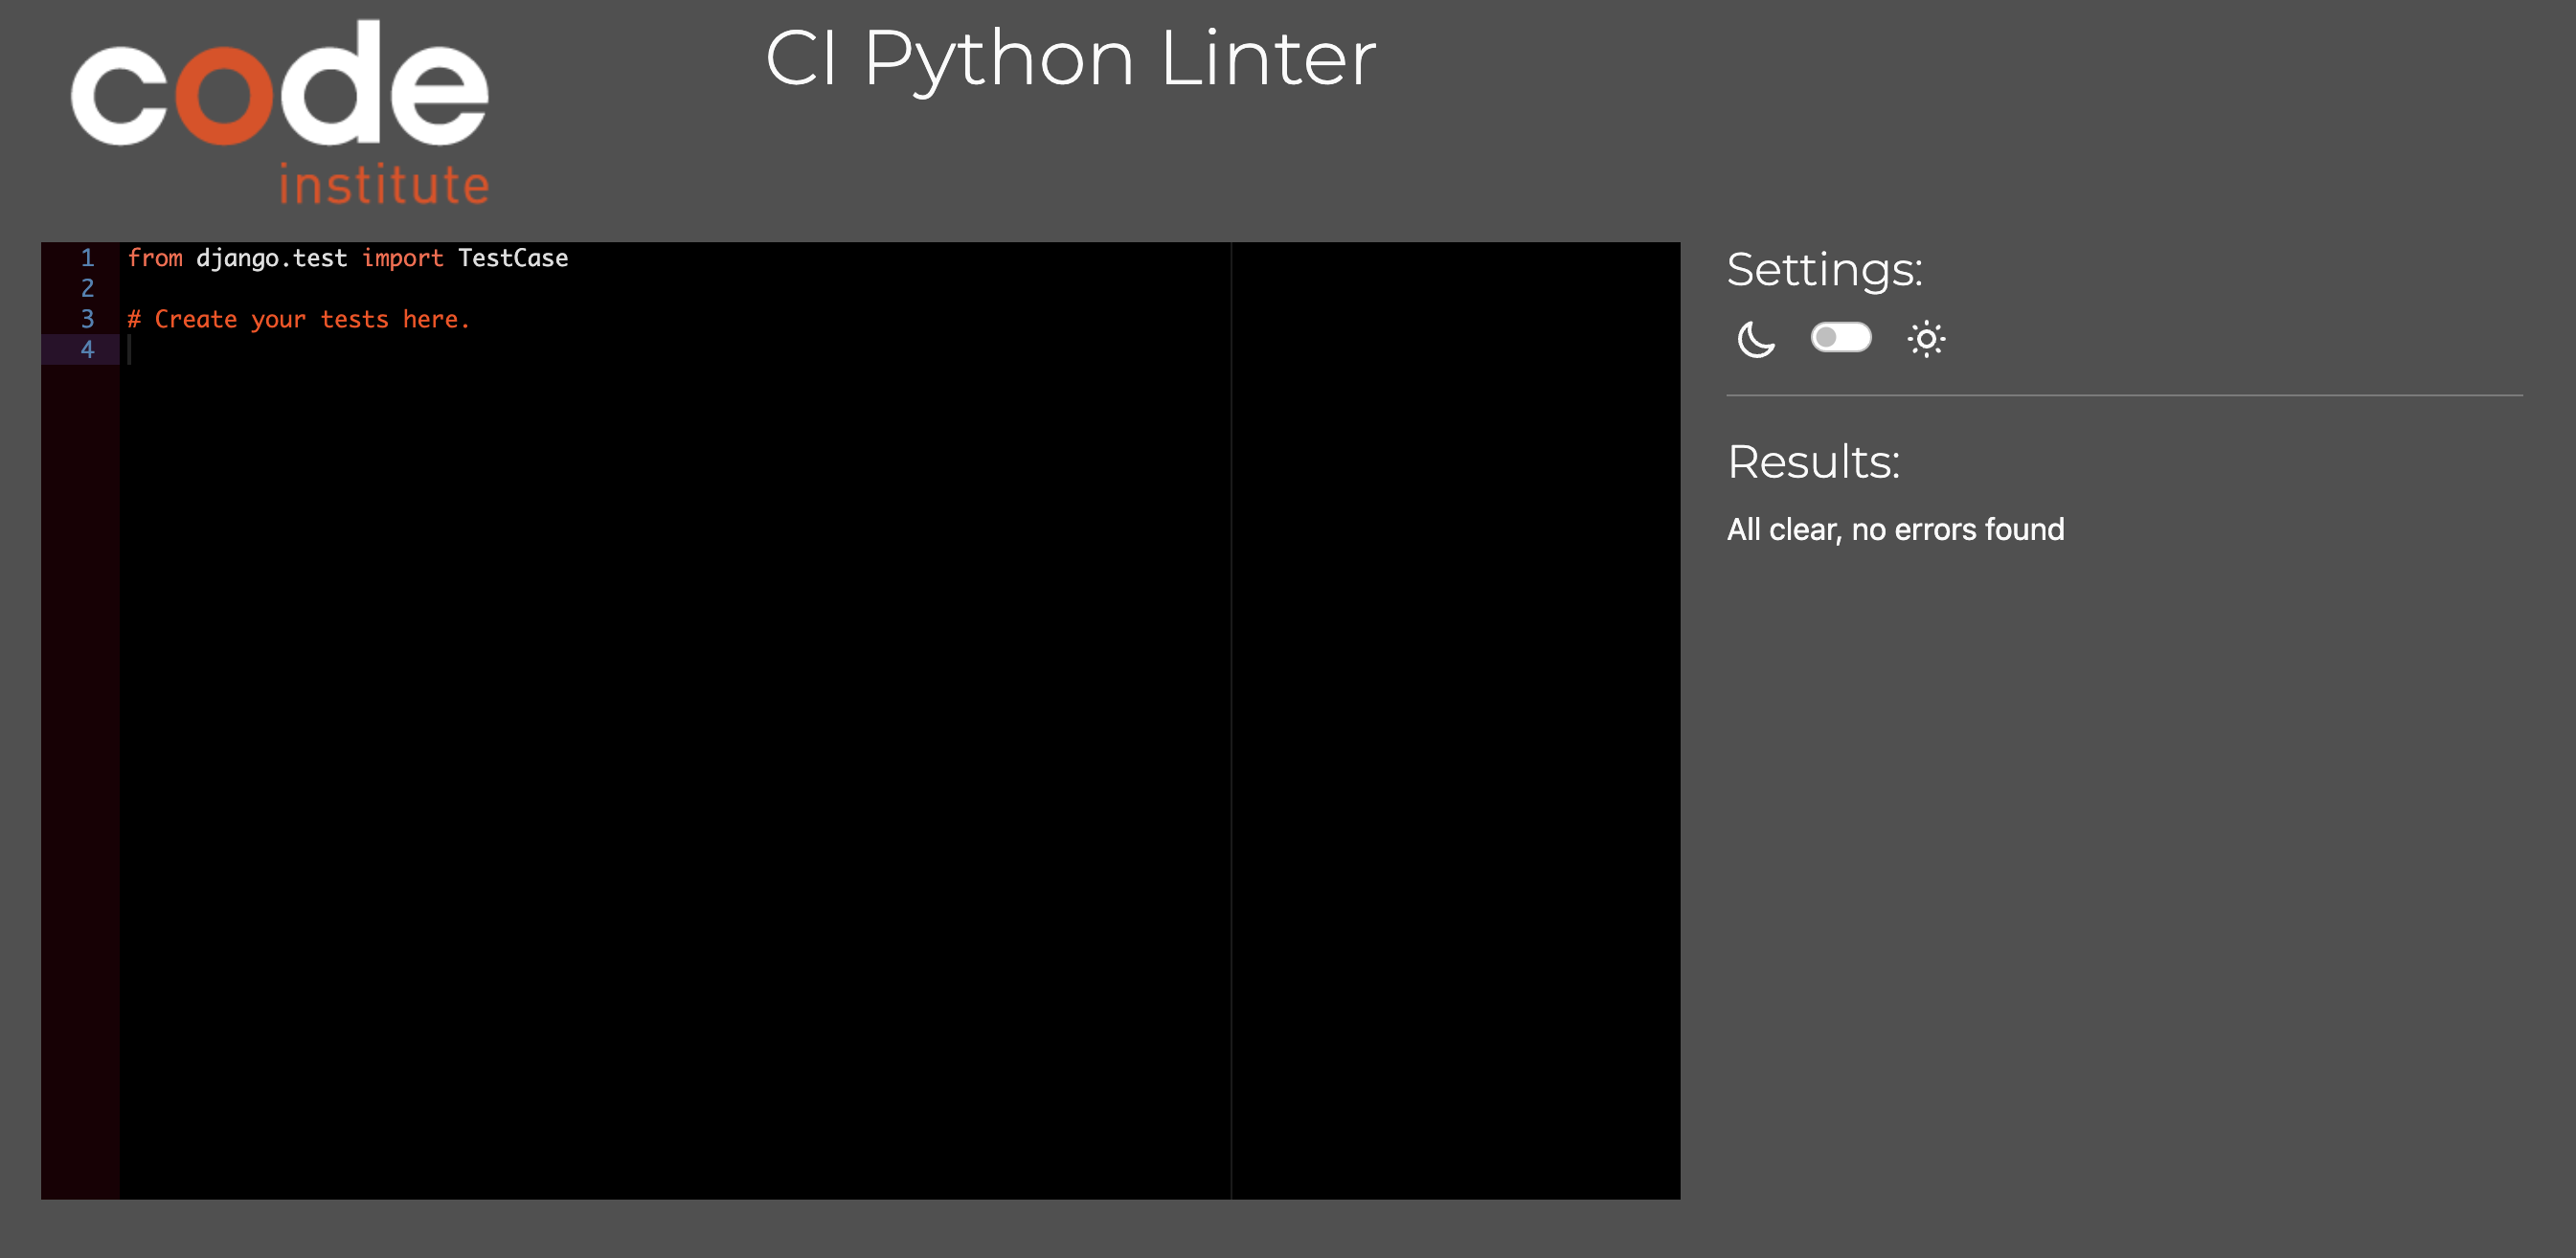 code
institute
CI Python Linter
1 from django.test import TestCase
2
3 # Create your tests here.
4
Settings:
Results:
All clear, no errors found